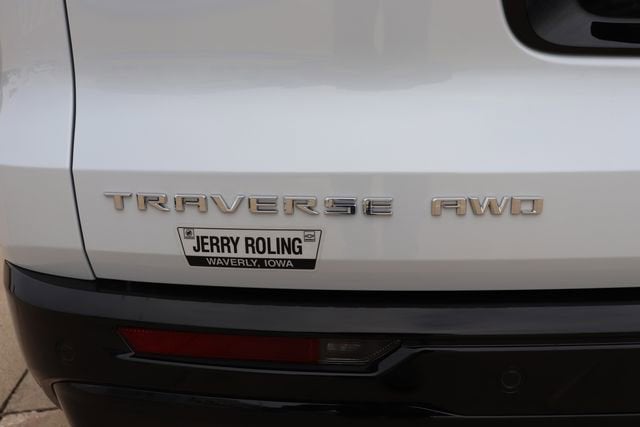 TRAVERSE AWD
JERRY ROLING
WAVERLY, IOWA